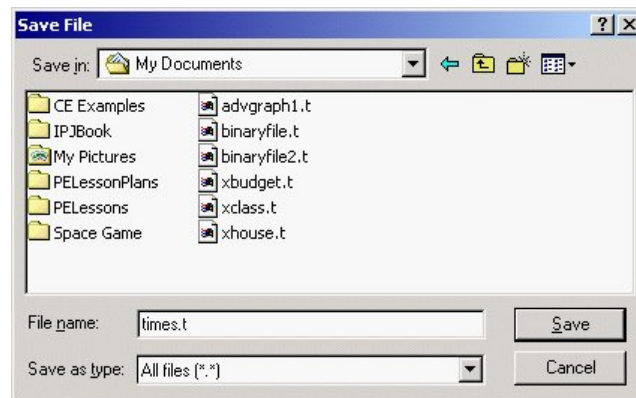 Save File
Save in: My Documents
CE Examples
IPJBook
My Pictures
PELessonPlans
PELessons
Space Game
advgraph1.t
binaryfile.t
binaryfile2.t
xbudget.t
xclass.t
xhouse.t
File name: times.t
Save
Save as type: All files (*.*)
Cancel